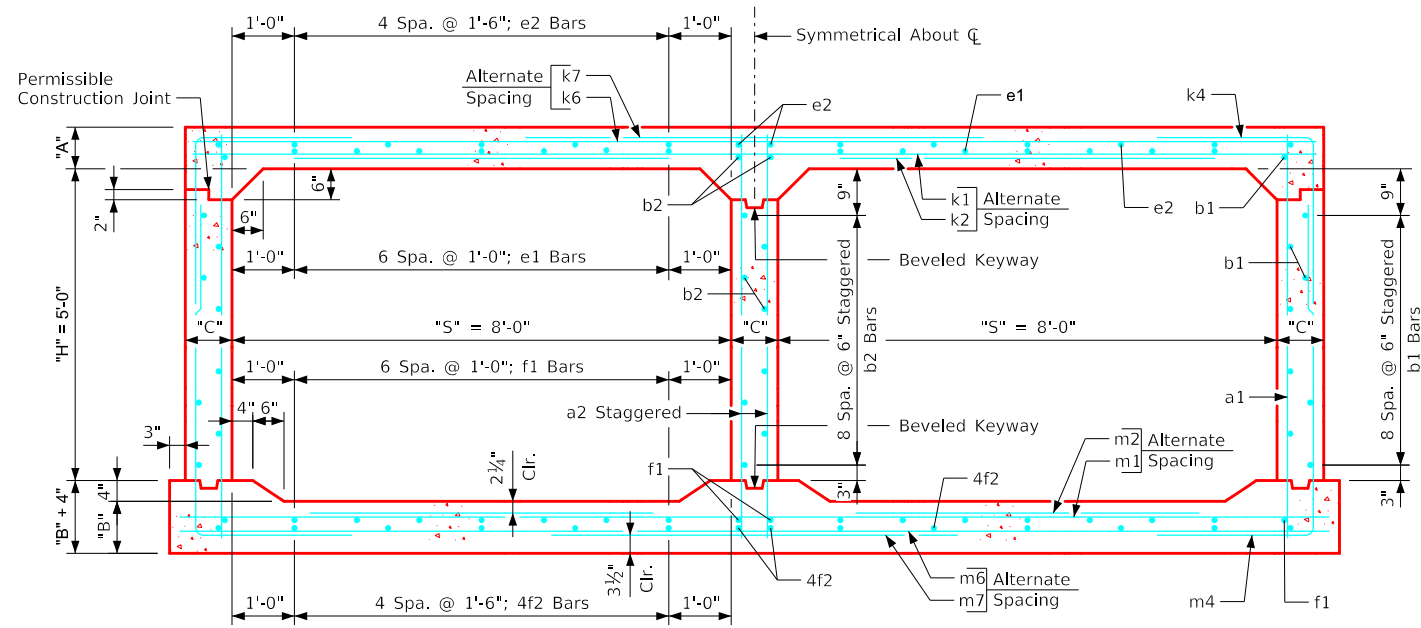 1'-0"
4 Spa. @ 1'-6"; e2 Bars
1'-0"
Symmetrical About ℄
Permissible
Construction Joint
Alternate
Spacing
k7
k6
e2
e1
k4
"A"
2"
6"
6"
b2
9"
k1
k2
Alternate
Spacing
e2
b1
9"
1'-0"
6 Spa. @ 1'-0"; e1 Bars
1'-0"
Beveled Keyway
b2
b1
"H" = 5'-0"
"C"
"S" = 8'-0"
"C"
"S" = 8'-0"
"C"
8 Spa. @ 6" Staggered
b2 Bars
8 Spa. @ 6" Staggered
b1 Bars
1'-0"
6 Spa. @ 1'-0"; f1 Bars
1'-0"
a2 Staggered
a1
4"
6"
3"
Beveled Keyway
m2
m1
Alternate
Spacing
2¼"
Clr.
f1
4f2
3"
3"
"B" + 4"
"B"
4"
3½"
Clr.
4f2
m6
m7
Alternate
Spacing
m4
f1
1'-0"
4 Spa. @ 1'-6"; 4f2 Bars
1'-0"